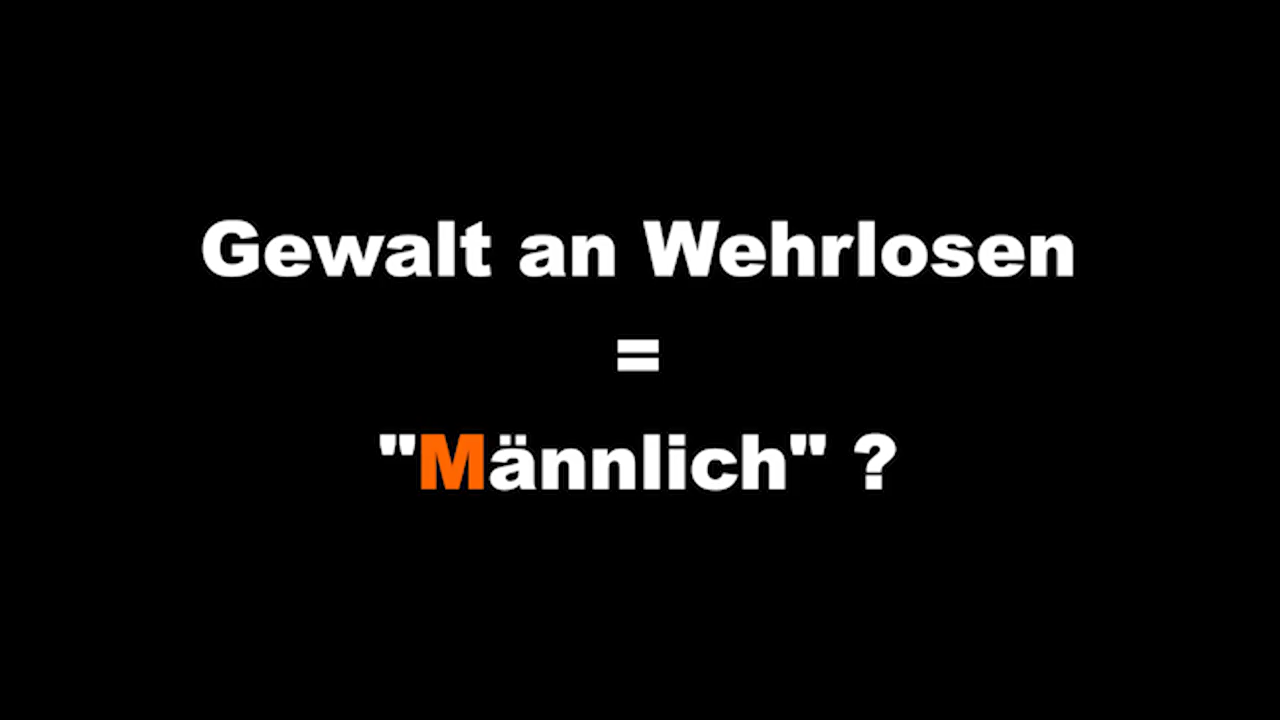 Gewalt an Wehrlosen
=
"Männlich" ?